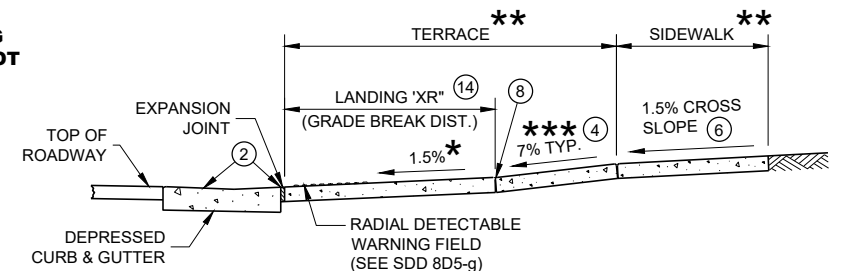 G
OT
TERRACE **
SIDEWALK **
LANDING 'XR" 14
(GRADE BREAK DIST.)
8
EXPANSION
JOINT
TOP OF
ROADWAY
2
1.5% *
*** 4
7% TYP.
1.5% CROSS
SLOPE 6
DEPRESSED
CURB & GUTTER
RADIAL DETECTABLE
WARNING FIELD
(SEE SDD 8D5-g)